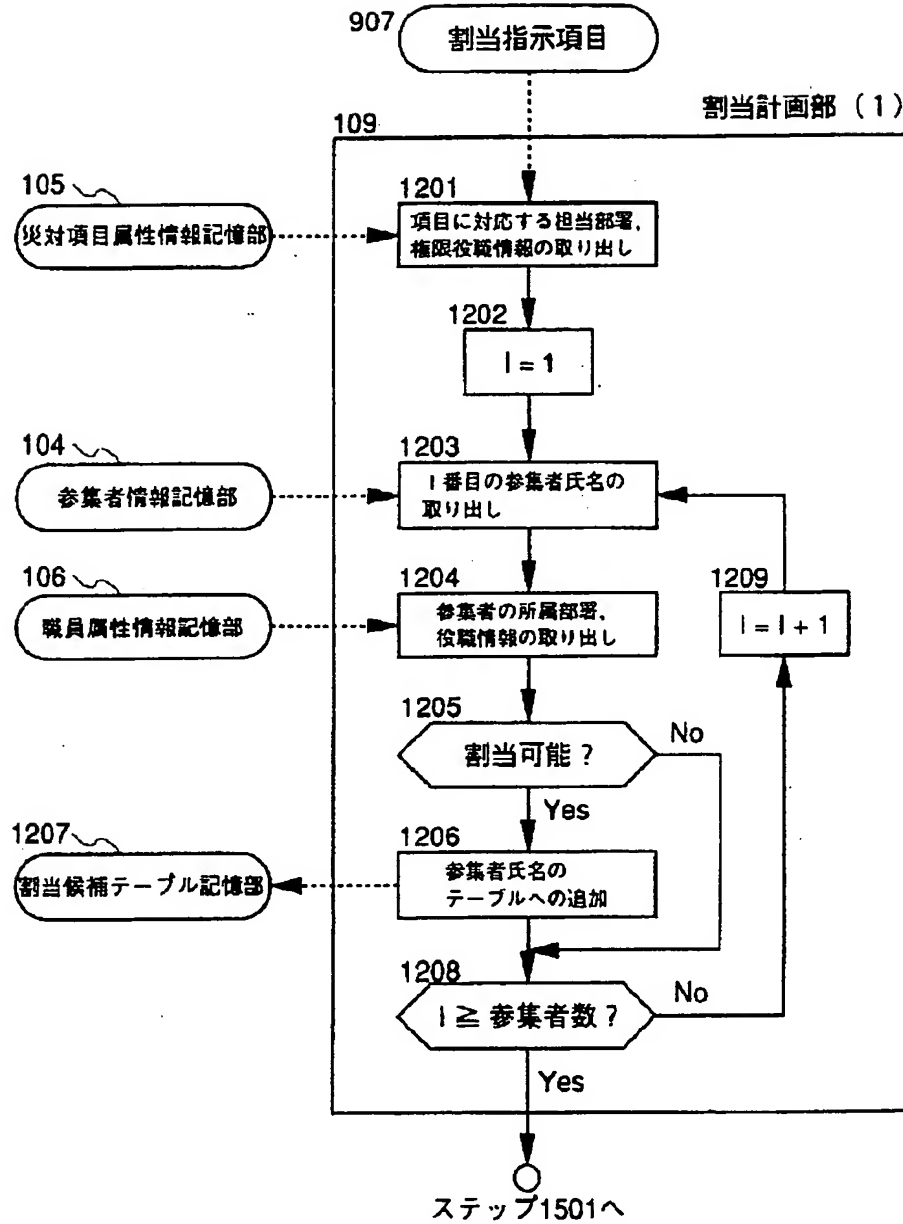 907
割当指示項目
割当計画部（1）
109
105
災対項目属性情報記憶部
1201
項目に対応する担当部署，
権限役職情報の取り出し
1202
I = 1
104
参集者情報記憶部
1203
I 番目の参集者氏名の
取り出し
106
職員属性情報記憶部
1204
参集者の所属部署，
役職情報の取り出し
1209
I = I + 1
1205
割当可能？
No
Yes
1207
割当候補テーブル記憶部
1206
参集者氏名の
テーブルへの追加
1208
I ≧ 参集者数？
No
Yes
ステップ1501へ